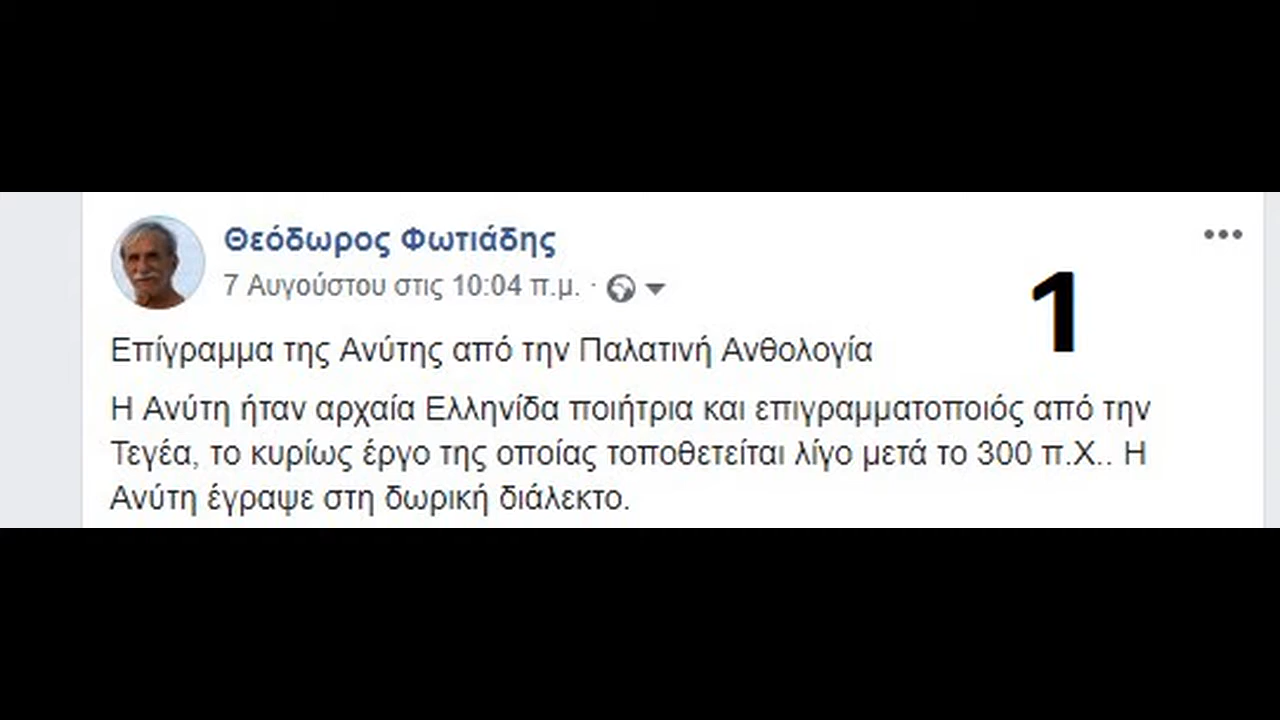 Θεόδωρος Φωτιάδης
7 Αυγούστου στις 10:04 π.μ. ·
1
Επίγραμμα της Ανύτης από την Παλατινή Ανθολογία
Η Ανύτη ήταν αρχαία Ελληνίδα ποιήτρια και επιγραμματοποιός από την
Τεγέα, το κυρίως έργο της οποίας τοποθετείται λίγο μετά το 300 π.Χ.. Η
Ανύτη έγραψε στη δωρική διάλεκτο.